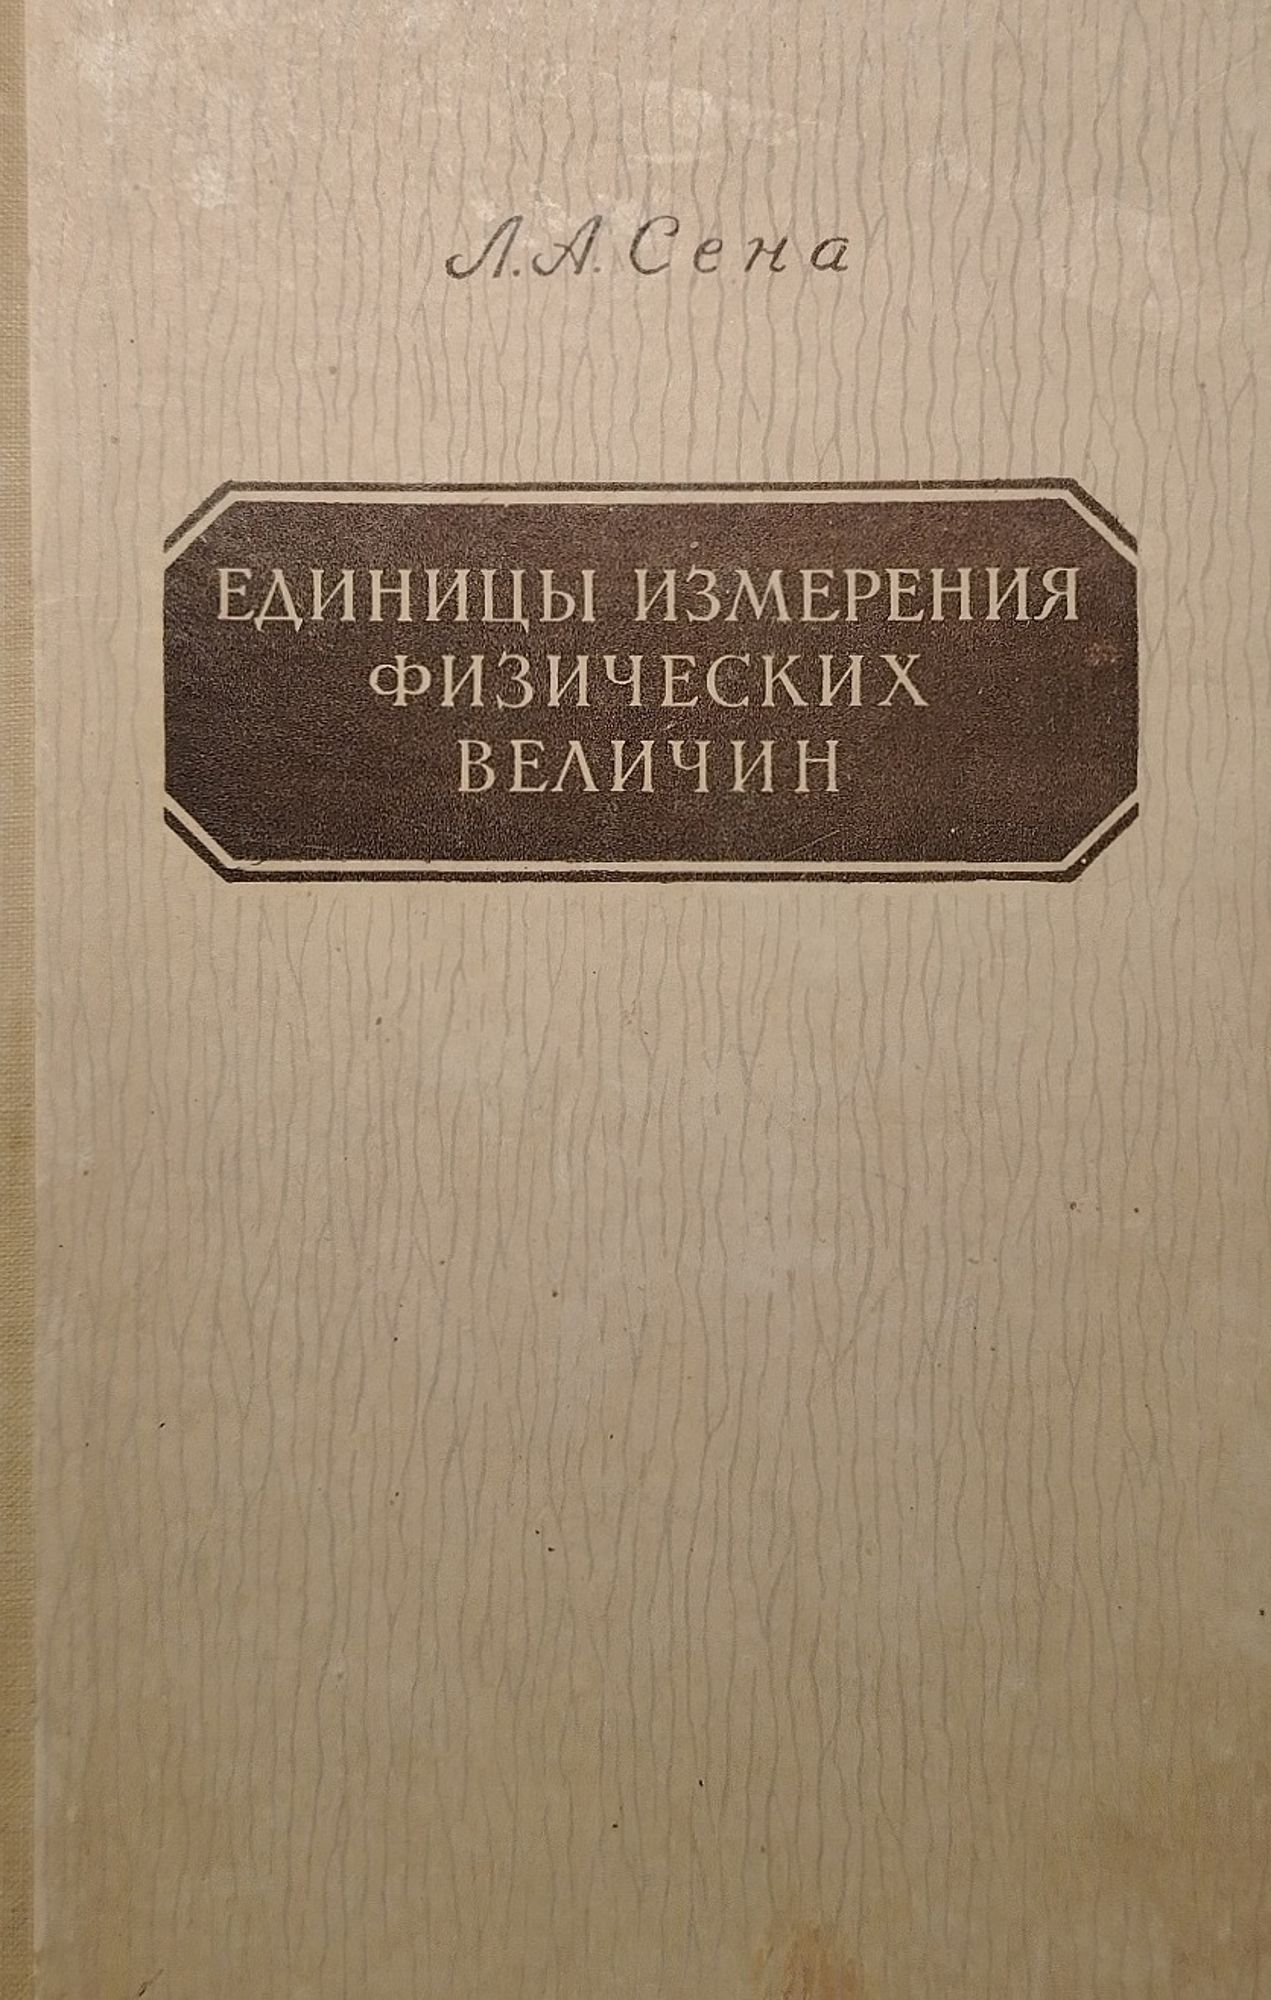 Л. А. Сена
ЕДИНИЦЫ ИЗМЕРЕНИЯ
ФИЗИЧЕСКИХ
ВЕЛИЧИН